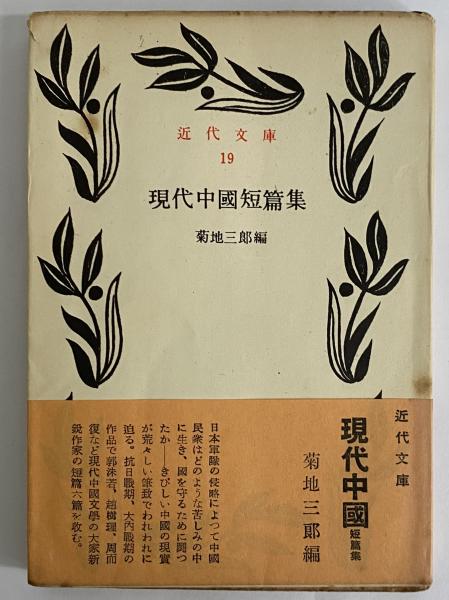 近代文庫
19
現代中國短篇集
菊地三郎編
近代文庫
現代中國
短篇集
菊地三郎編
日本軍隊の侵略によつて中國
民衆はどのような苦しみの中
に生き、國を守るために闘つ
たか——きびしい中國の現實
が荒々しい筆致でわれわれに
迫る。抗日戰期、大内戰期の
作品で郭沫若、趙樹理、周而
復など現代中國文學の大家新
鋭作家の短篇六篇を收む。